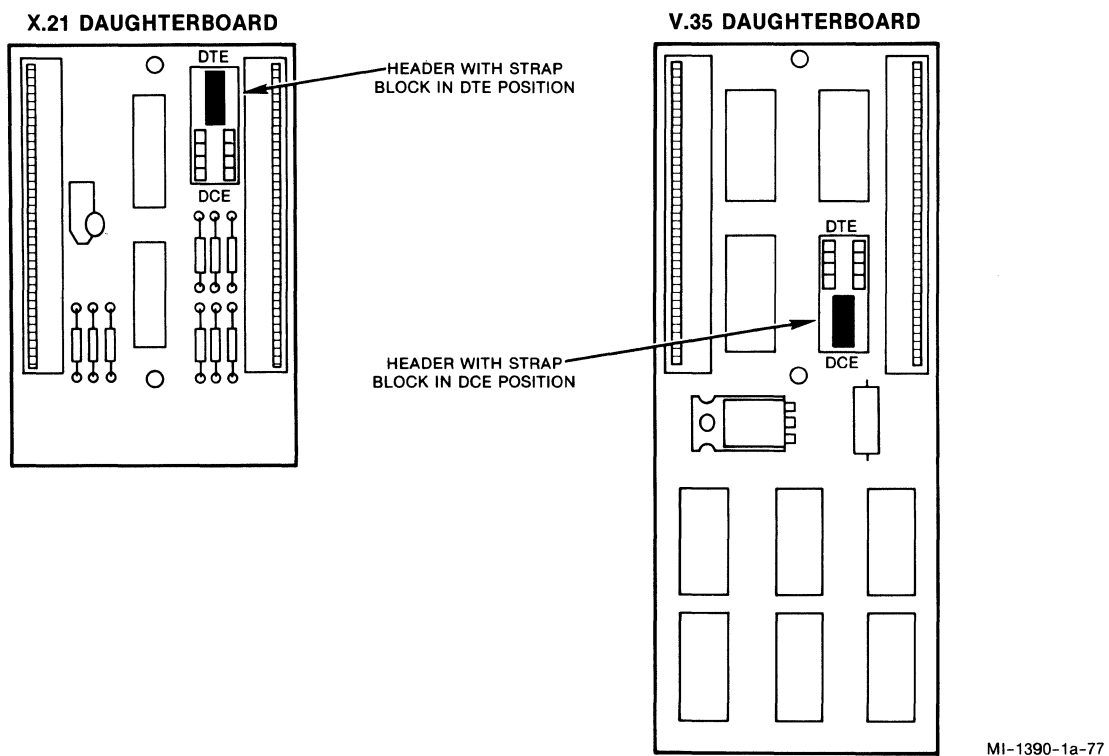 X.21 DAUGHTERBOARD
DTE
HEADER WITH STRAP
BLOCK IN DTE POSITION
DCE
V.35 DAUGHTERBOARD
DTE
HEADER WITH STRAP
BLOCK IN DCE POSITION
DCE
MI-1390-1a-77